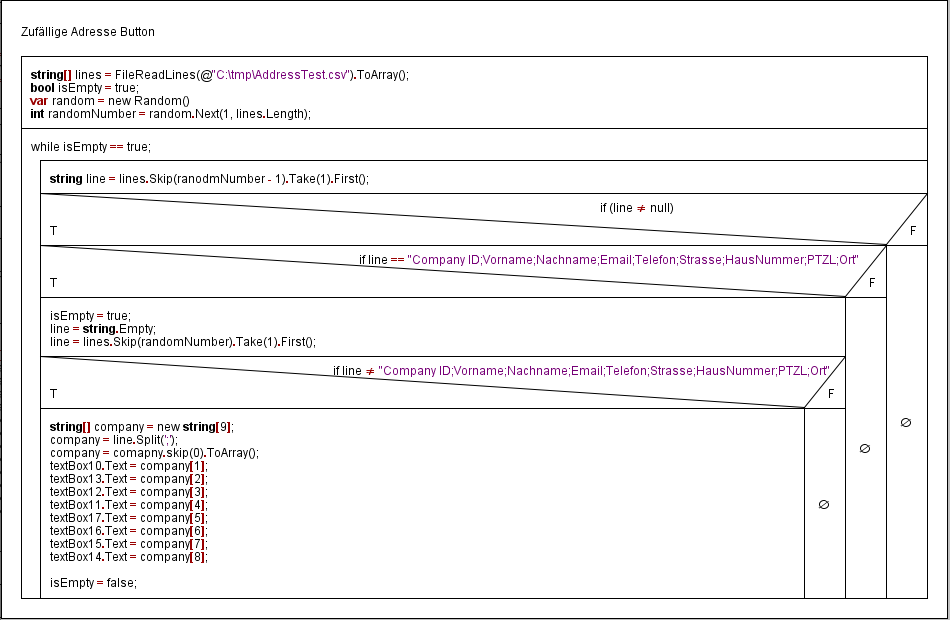 Zufällige Adresse Button
string[] lines = FileReadLines(@"C:\tmp\AddressTest.csv").ToArray();
bool isEmpty = true;
var random = new Random()
int randomNumber = random.Next(1, lines.Length);
while isEmpty == true;
string line = lines.Skip(ranodmNumber - 1).Take(1).First();
if (line ≠ null)
T
F
if line == "Company ID;Vorname;Nachname;Email;Telefon;Strasse;HausNummer;PTZL;Ort"
T
F
isEmpty = true;
line = string.Empty;
line = lines.Skip(randomNumber).Take(1).First();
if line ≠ "Company ID;Vorname;Nachname;Email;Telefon;Strasse;HausNummer;PTZL;Ort"
T
F
string[] company = new string[9];
company = line.Split(';');
company = comapny.skip(0).ToArray();
textBox10.Text = company[1];
textBox13.Text = company[2];
textBox12.Text = company[3];
textBox11.Text = company[4];
textBox17.Text = company[5];
textBox16.Text = company[6];
textBox15.Text = company[7];
textBox14.Text = company[8];
isEmpty = false;
∅
∅
∅